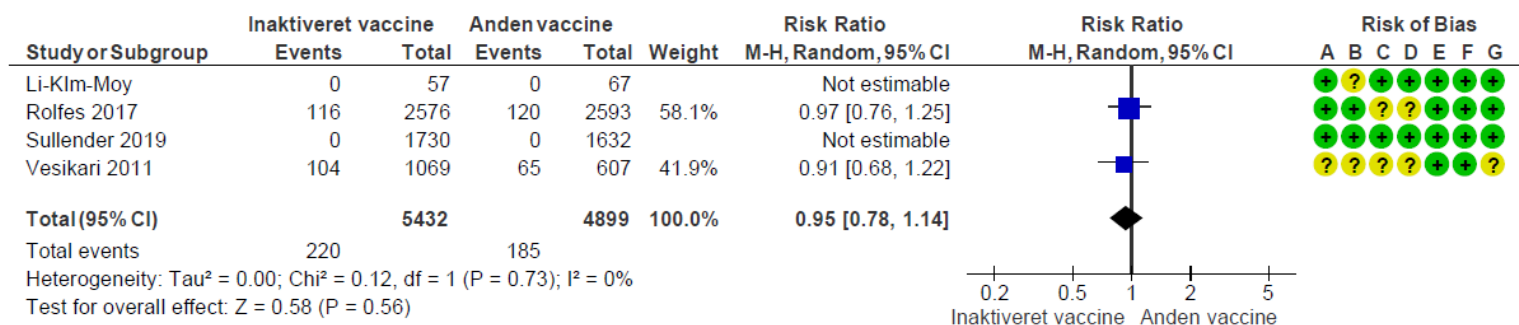 Inaktiveret vaccine Anden vaccine Risk Ratio Risk Ratio Risk of Bias
Study or Subgroup Events Total Events Total Weight M-H, Random, 95% CI M-H, Random, 95% CI A B C D E F G
Li-KIm-Moy 0 57 0 67 Not estimable + ? + + + + +
Rolfes 2017 116 2576 120 2593 58.1% 0.97 [0.76, 1.25] + + ? ? + + +
Sullender 2019 0 1730 0 1632 Not estimable + + + + + + +
Vesikari 2011 104 1069 65 607 41.9% 0.91 [0.68, 1.22] ? ? ? ? + + ?
Total (95% CI) 5432 4899 100.0% 0.95 [0.78, 1.14]
Total events 220 185
Heterogeneity: Tau² = 0.00; Chi² = 0.12, df = 1 (P = 0.73); I² = 0%
Test for overall effect: Z = 0.58 (P = 0.56)
0.2 0.5 1 2 5
Inaktiveret vaccine Anden vaccine